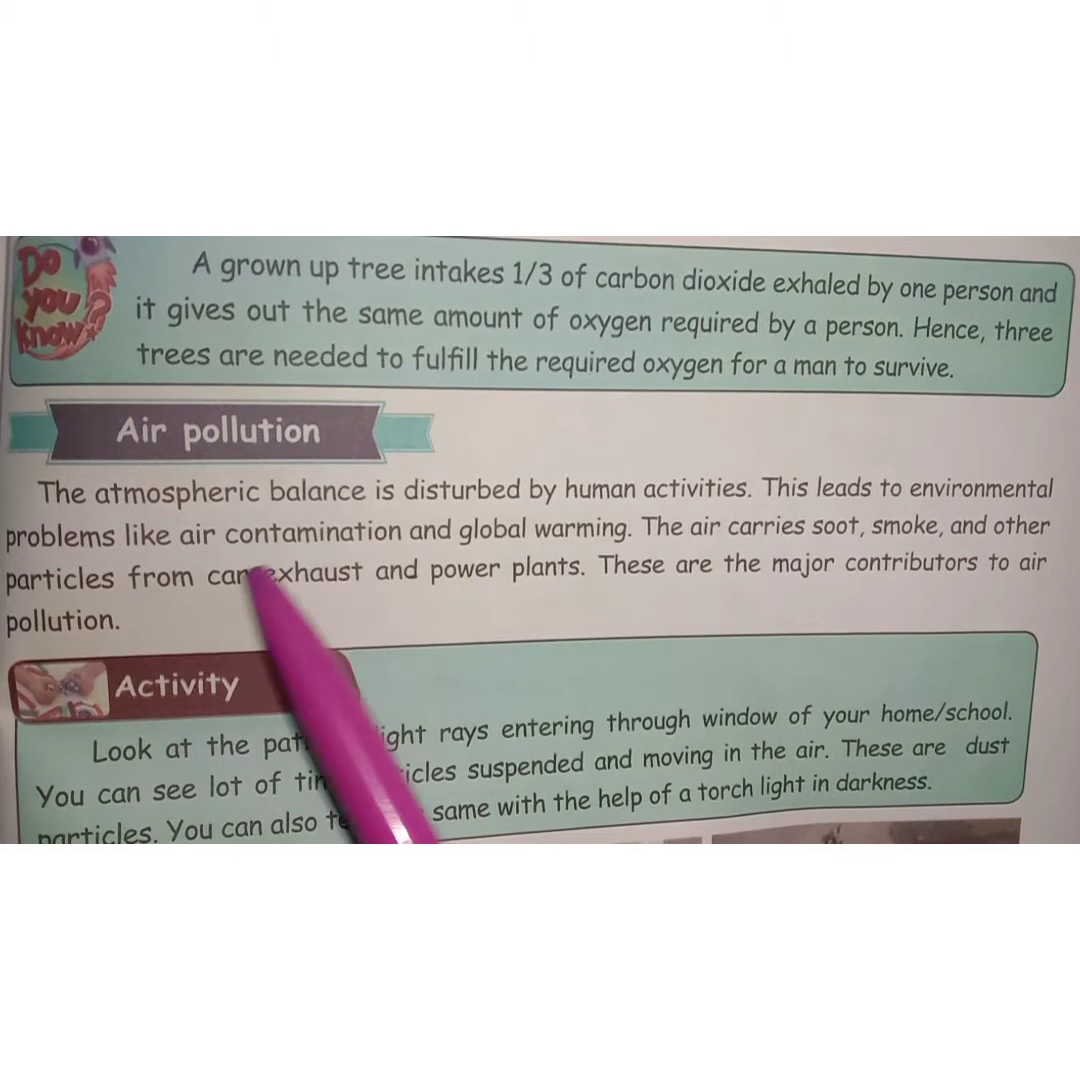 Do you know?
A grown up tree intakes 1/3 of carbon dioxide exhaled by one person and
it gives out the same amount of oxygen required by a person. Hence, three
trees are needed to fulfill the required oxygen for a man to survive.
Air pollution
The atmospheric balance is disturbed by human activities. This leads to environmental
problems like air contamination and global warming. The air carries soot, smoke, and other
particles from car exhaust and power plants. These are the major contributors to air
pollution.
Activity
Look at the rays entering through window of your home/school.
You can see lot of suspended and moving in the air. These are dust
particles. You can also same with the help of a torch light in darkness.